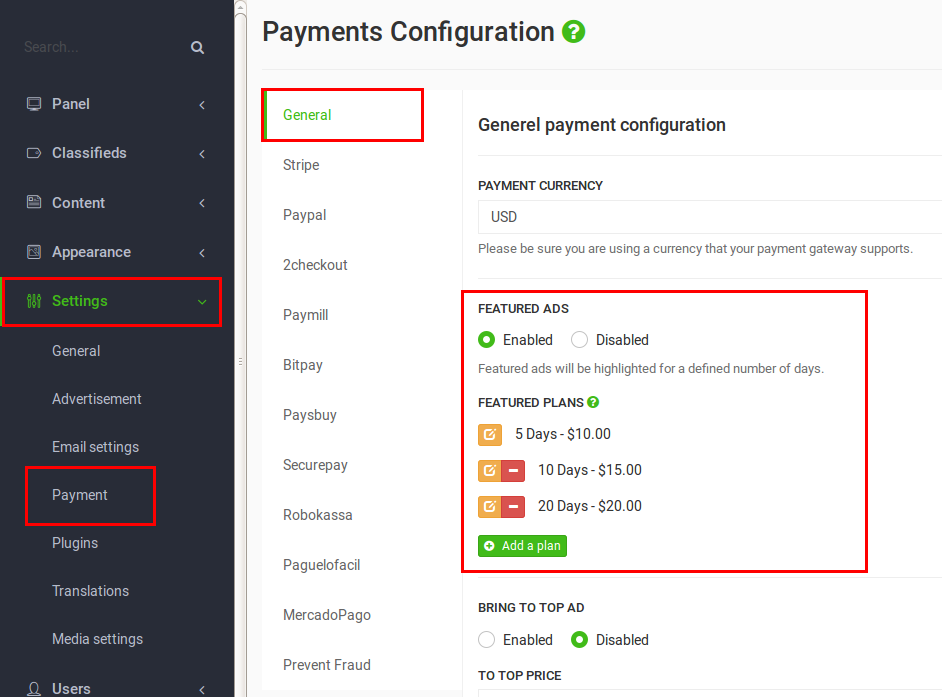 Search...
Panel
Classifieds
Content
Appearance
Settings
General
Advertisement
Email settings
Payment
Plugins
Translations
Media settings
Users
Payments Configuration ?
General
Stripe
Paypal
2checkout
Paymill
Bitpay
Paysbuy
Securepay
Robokassa
Paguelofacil
MercadoPago
Prevent Fraud
Generel payment configuration
PAYMENT CURRENCY
USD
Please be sure you are using a currency that your payment gateway supports.
FEATURED ADS
Enabled Disabled
Featured ads will be highlighted for a defined number of days.
FEATURED PLANS ?
5 Days - $10.00
10 Days - $15.00
20 Days - $20.00
Add a plan
BRING TO TOP AD
Enabled Disabled
TO TOP PRICE